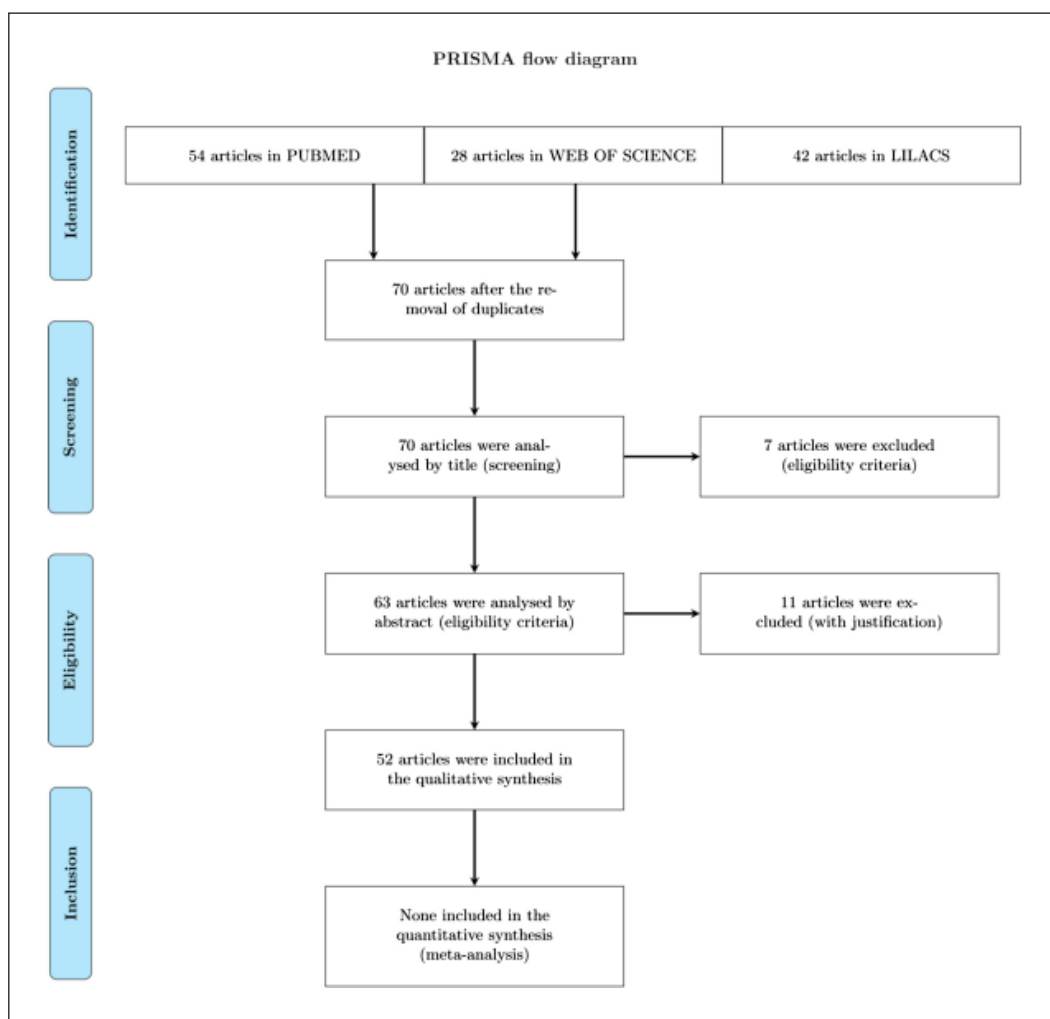 PRISMA flow diagram
Identification
54 articles in PUBMED
28 articles in WEB OF SCIENCE
42 articles in LILACS
70 articles after the re-
moval of duplicates
Screening
70 articles were anal-
ysed by title (screening)
7 articles were excluded
(eligibility criteria)
Eligibility
63 articles were analysed by
abstract (eligibility criteria)
11 articles were ex-
cluded (with justification)
52 articles were included in
the qualitative synthesis
Inclusion
None included in the
quantitative synthesis
(meta-analysis)